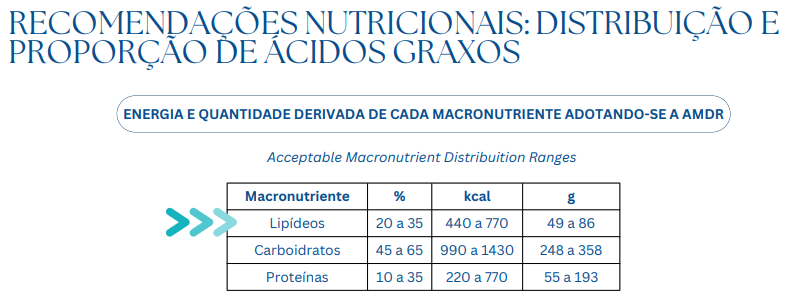 RECOMENDAÇÕES NUTRICIONAIS: DISTRIBUIÇÃO E
PROPORÇÃO DE ÁCIDOS GRAXOS
ENERGIA E QUANTIDADE DERIVADA DE CADA MACRONUTRIENTE ADOTANDO-SE A AMDR
Acceptable Macronutrient Distribuition Ranges
Macronutriente % kcal g
Lipídeos 20 a 35 440 a 770 49 a 86
Carboidratos 45 a 65 990 a 1430 248 a 358
Proteínas 10 a 35 220 a 770 55 a 193